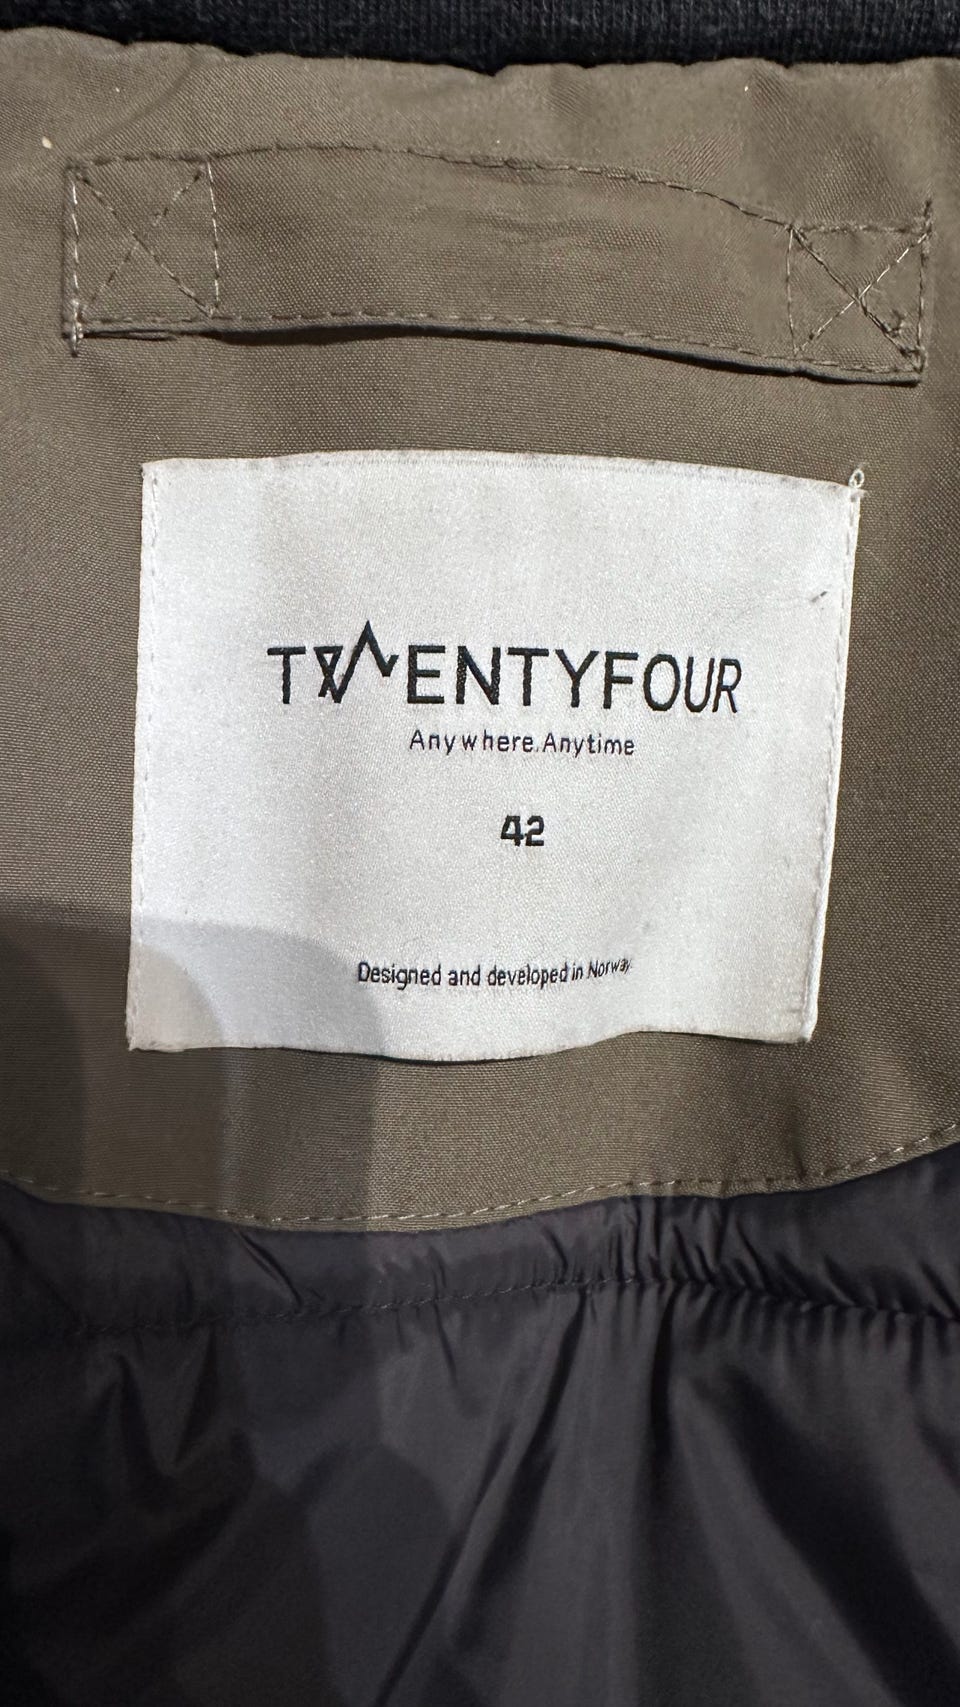 TWENTYFOUR
Anywhere.Anytime
42
Designed and developed in Norway.